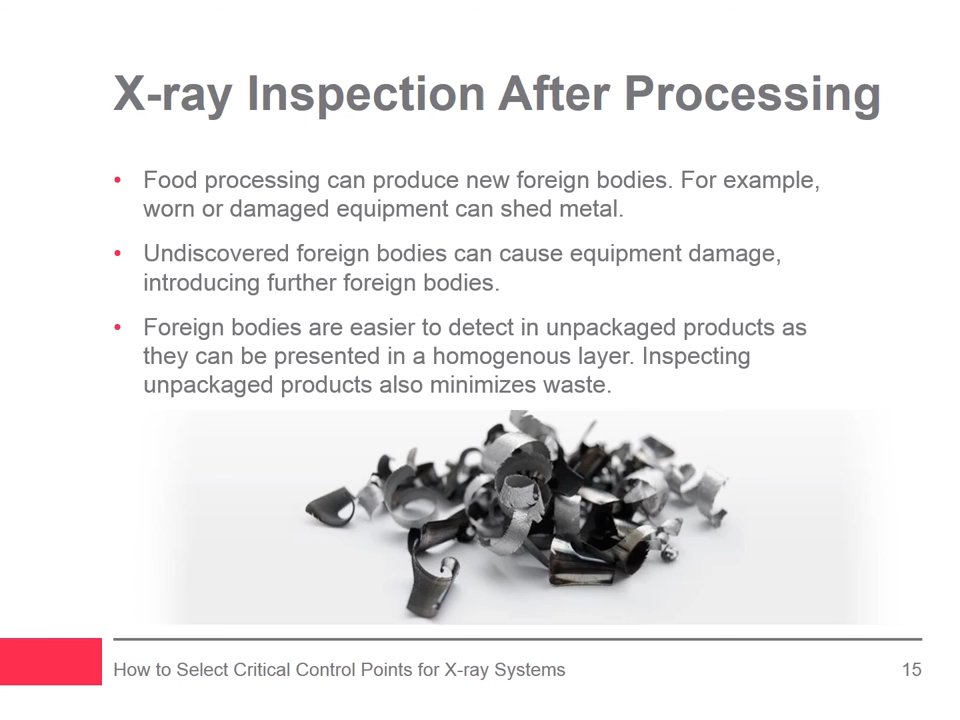 X-ray Inspection After Processing
• Food processing can produce new foreign bodies. For example,
worn or damaged equipment can shed metal.
• Undiscovered foreign bodies can cause equipment damage,
introducing further foreign bodies.
• Foreign bodies are easier to detect in unpackaged products as
they can be presented in a homogenous layer. Inspecting
unpackaged products also minimizes waste.
How to Select Critical Control Points for X-ray Systems 15